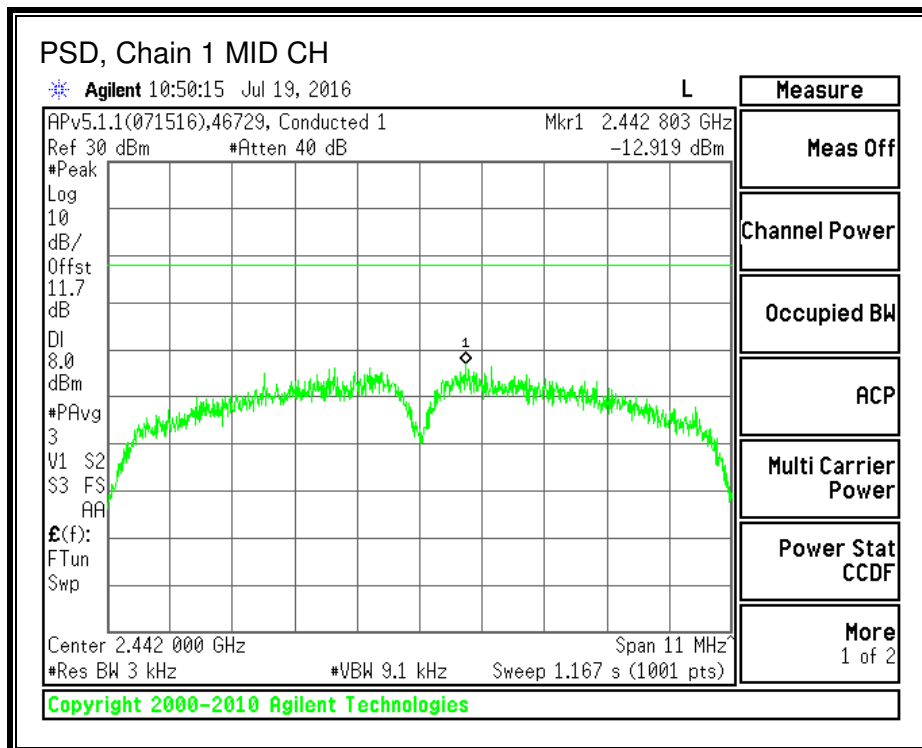 PSD, Chain 1 MID CH
Agilent 10:50:15 Jul 19, 2016 L
APv5.1.1(071516),46729, Conducted 1 Mkr1 2.442 803 GHz
Ref 30 dBm #Atten 40 dB -12.919 dBm
#Peak
Log
10
dB/
Offst
11.7
dB
DI
8.0
dBm
#PAvg
3
V1 S2
S3 FS
AA
£(f):
FTun
Swp
1
Center 2.442 000 GHz Span 11 MHz^
#Res BW 3 kHz #VBW 9.1 kHz Sweep 1.167 s (1001 pts)
Measure
Meas Off
Channel Power
Occupied BW
ACP
Multi Carrier
Power
Power Stat
CCDF
More
1 of 2
Copyright 2000-2010 Agilent Technologies